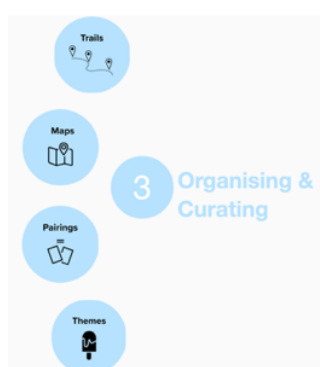 Trails
Maps
3
Organising &
Curating
Pairings
=
Themes